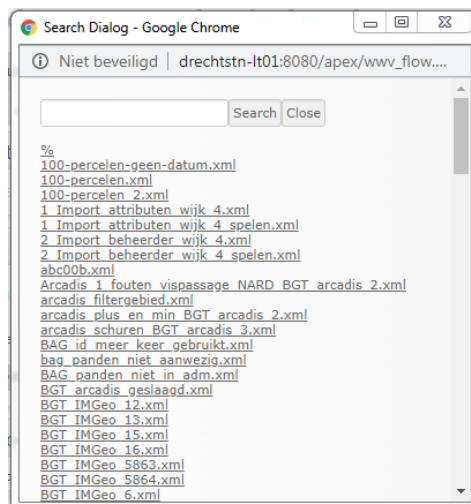 Search Dialog - Google Chrome
Niet beveiligd | drechtstn-lt01:8080/apex/wwv_flow....
Search Close
%
100-percelen-geen-datum.xml
100-percelen.xml
100-percelen_2.xml
1_Import_attributen_wijk_4.xml
1_Import_attributen_wijk_4_spelen.xml
2_Import_beheerder_wijk_4.xml
2_Import_beheerder_wijk_4_spelen.xml
abc00b.xml
Arcadis_1_fouten_vispassage_NARD_BGT_arcadis_2.xml
arcadis_filtergebied.xml
arcadis_plus_en_min_BGT_arcadis_2.xml
arcadis_schuren_BGT_arcadis_3.xml
BAG_id_meer_keer_gebruikt.xml
bag_panden_niet_aanwezig.xml
BAG_panden_niet_in_adm.xml
BGT_arcadis_geslaagd.xml
BGT_IMGeo_12.xml
BGT_IMGeo_13.xml
BGT_IMGeo_15.xml
BGT_IMGeo_16.xml
BGT_IMGeo_5863.xml
BGT_IMGeo_5864.xml
BGT_IMGeo_6.xml